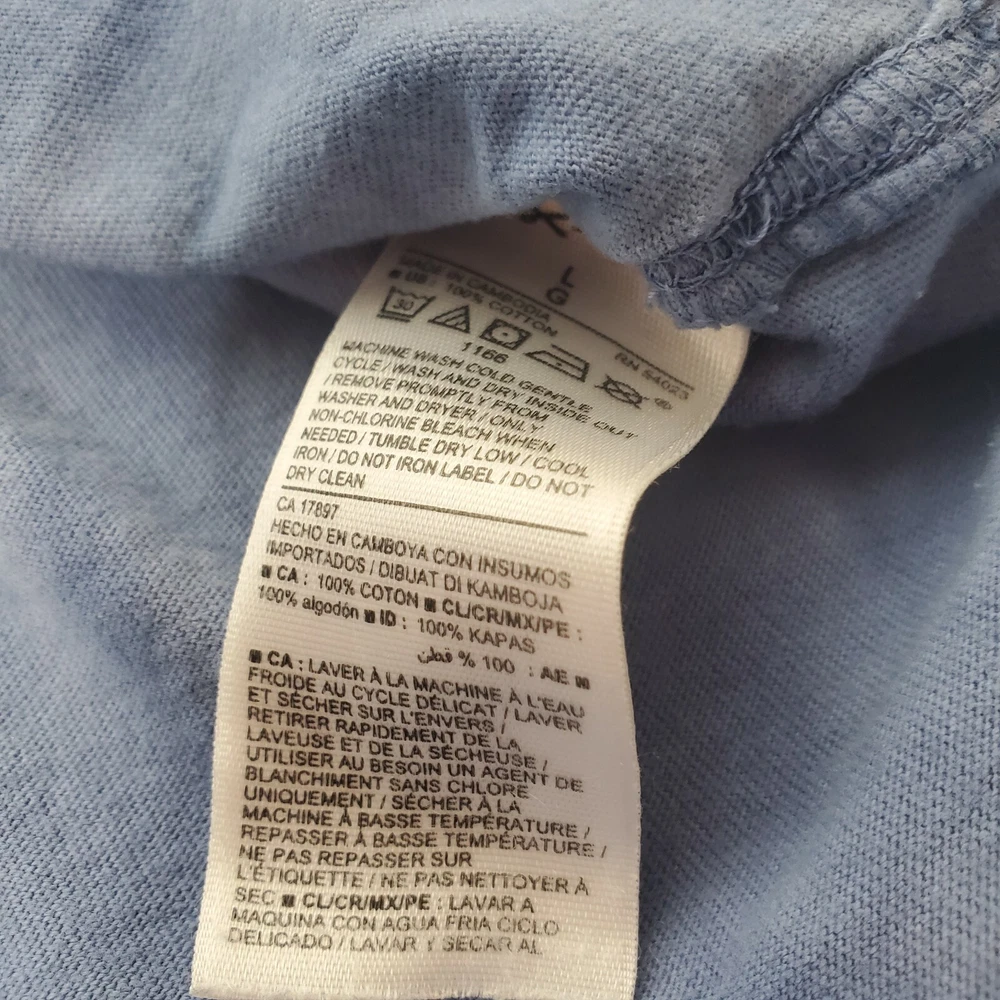 L
G
MADE IN CAMBODIA
RN 54023
■ US : 100% COTTON
30
1166
MACHINE WASH COLD GENTLE
CYCLE / WASH AND DRY INSIDE OUT
/ REMOVE PROMPTLY FROM
WASHER AND DRYER / ONLY
NON-CHLORINE BLEACH WHEN
NEEDED / TUMBLE DRY LOW / COOL
IRON / DO NOT IRON LABEL / DO NOT
DRY CLEAN
CA 17897
HECHO EN CAMBOYA CON INSUMOS
IMPORTADOS / DIBUAT DI KAMBOJA
■ CA : 100% COTON ■ CL/CR/MX/PE :
100% algodón ■ ID : 100% KAPAS
■ AE : 100 % قطن
■ CA : LAVER À LA MACHINE À L'EAU
FROIDE AU CYCLE DÉLICAT / LAVER
ET SÉCHER SUR L'ENVERS /
RETIRER RAPIDEMENT DE LA
LAVEUSE ET DE LA SÉCHEUSE /
UTILISER AU BESOIN UN AGENT DE
BLANCHIMENT SANS CHLORE
UNIQUEMENT / SÉCHER À LA
MACHINE À BASSE TEMPÉRATURE /
REPASSER À BASSE TEMPÉRATURE /
NE PAS REPASSER SUR
L'ÉTIQUETTE / NE PAS NETTOYER À
SEC ■ CL/CR/MX/PE : LAVAR A
MAQUINA CON AGUA FRIA CICLO
DELICADO / LAVAR Y SECAR AL